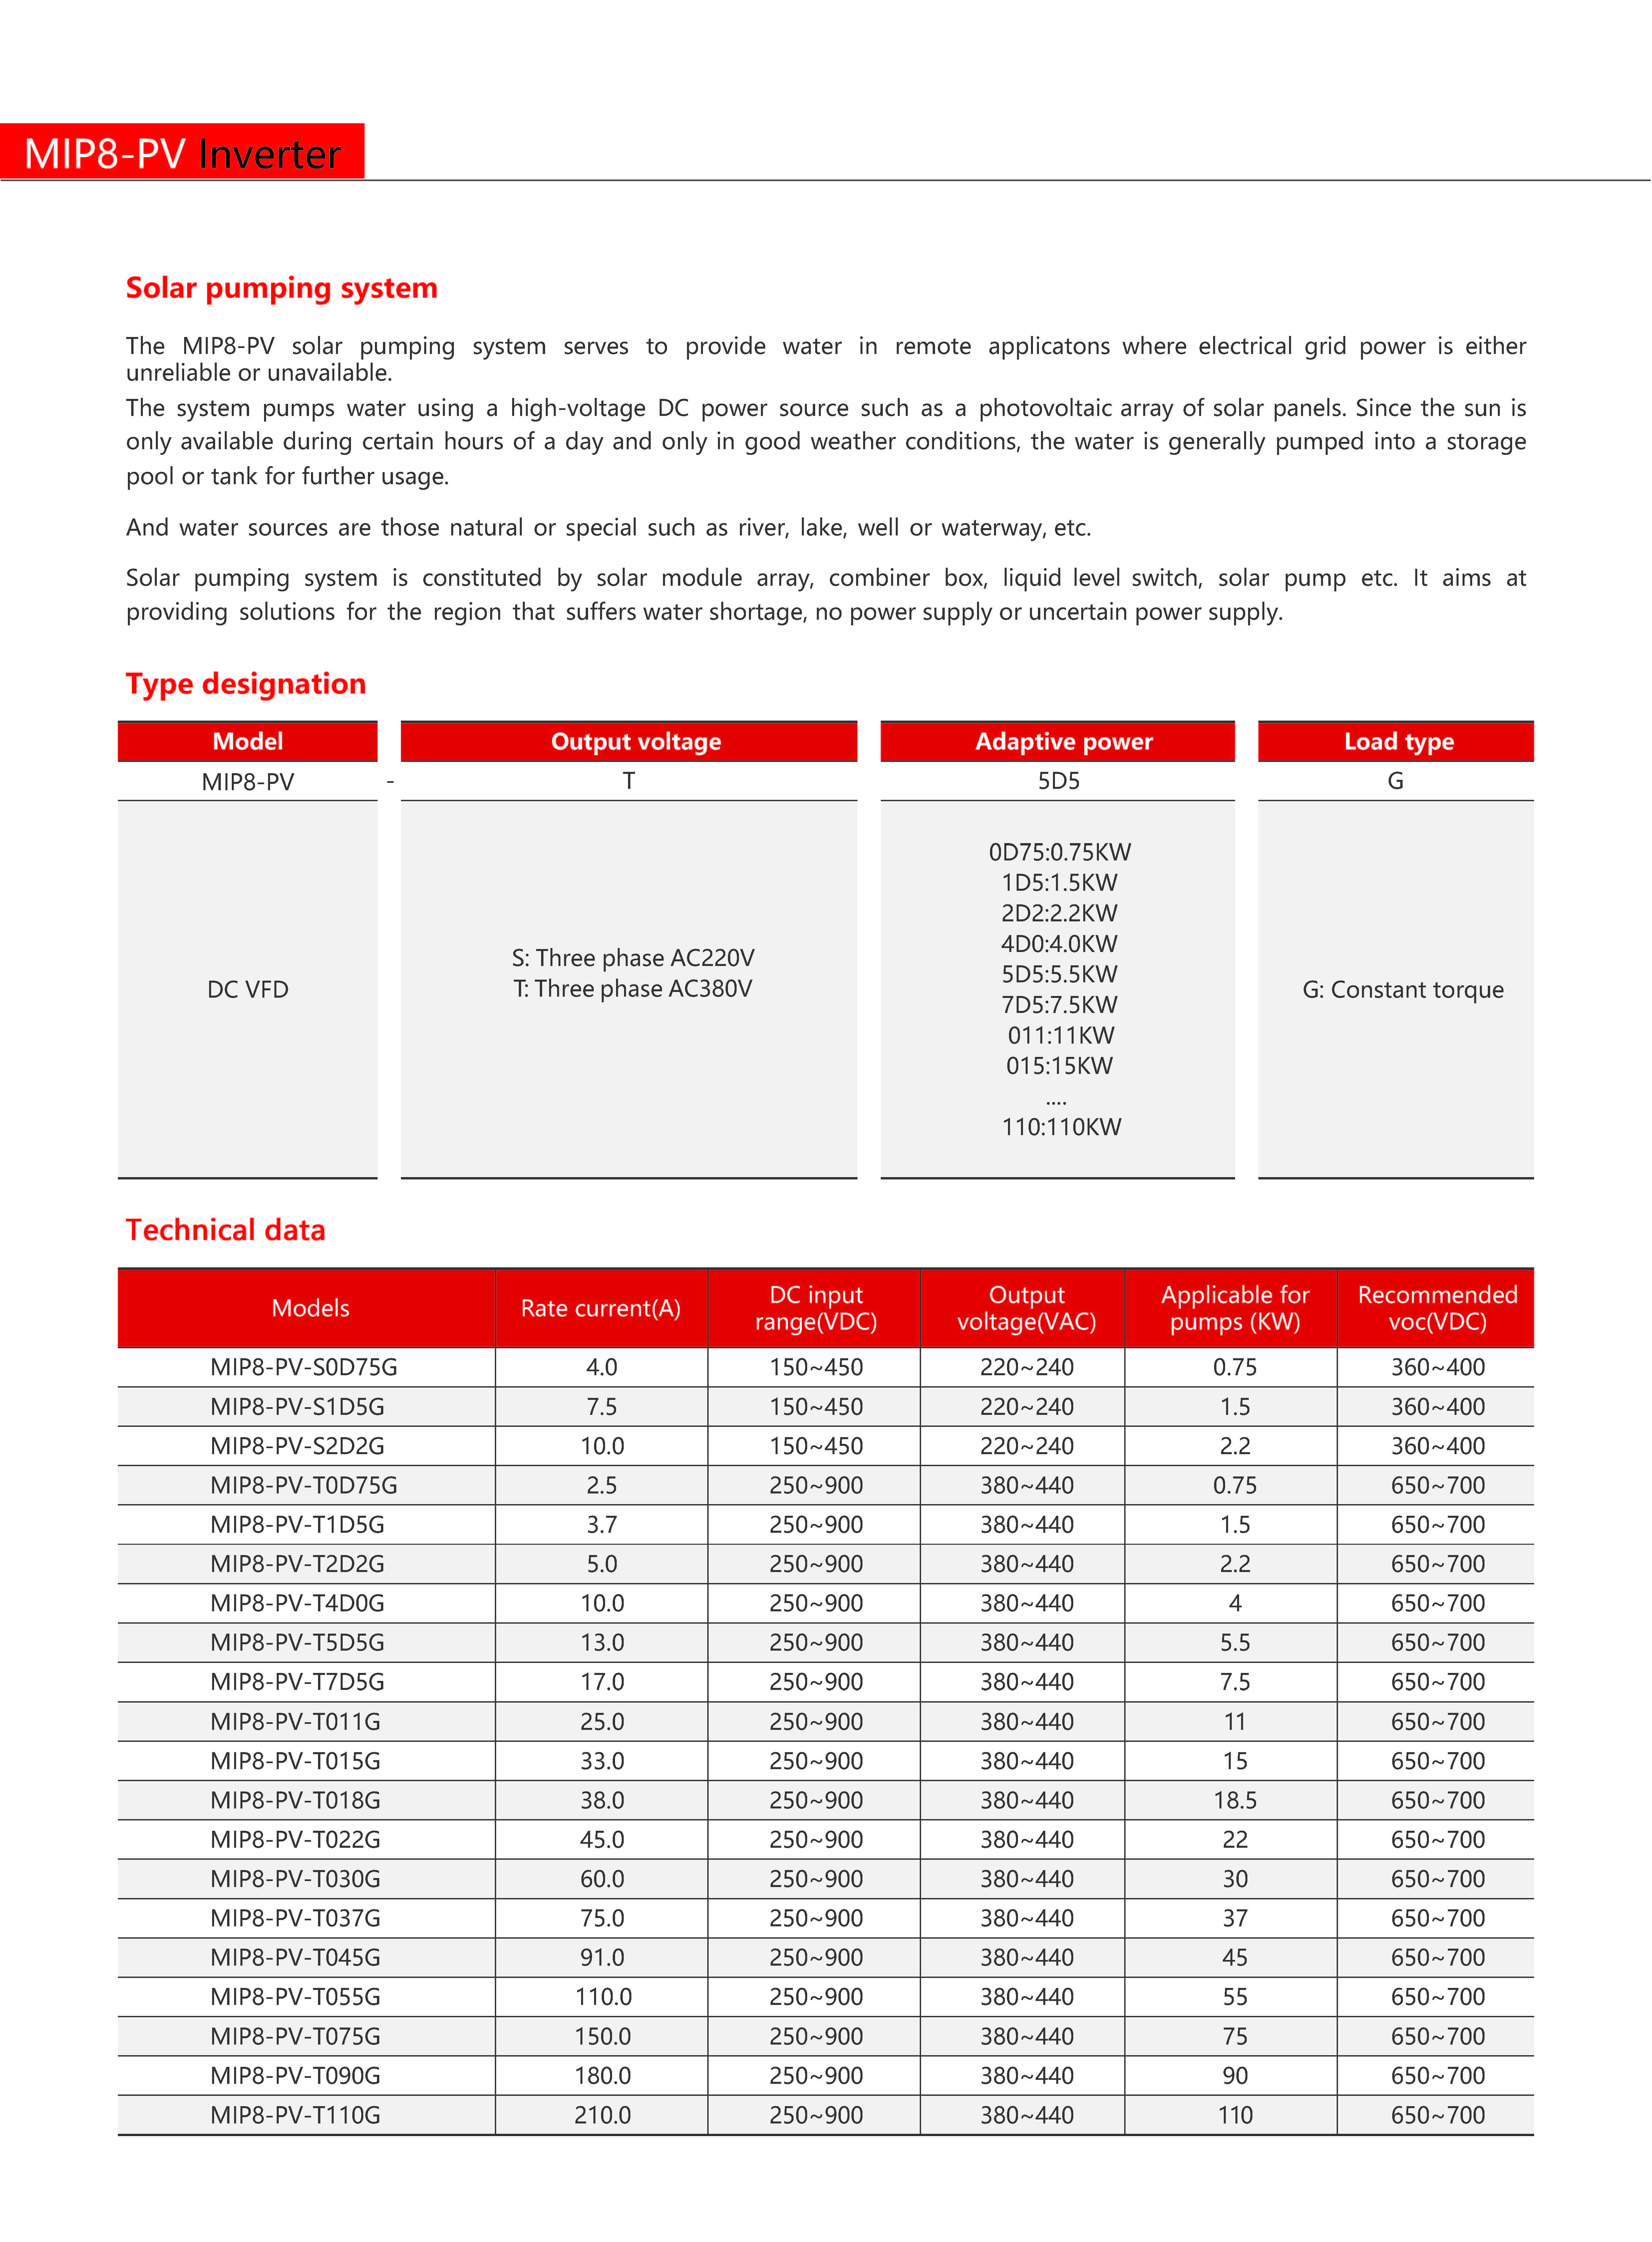 MIP8-PV Inverter
Solar pumping system
The MIP8-PV solar pumping system serves to provide water in remote applicatons where electrical grid power is either
unreliable or unavailable.
The system pumps water using a high-voltage DC power source such as a photovoltaic array of solar panels. Since the sun is
only available during certain hours of a day and only in good weather conditions, the water is generally pumped into a storage
pool or tank for further usage.
And water sources are those natural or special such as river, lake, well or waterway, etc.
Solar pumping system is constituted by solar module array, combiner box, liquid level switch, solar pump etc. It aims at
providing solutions for the region that suffers water shortage, no power supply or uncertain power supply.
Type designation
Model Output voltage Adaptive power Load type
MIP8-PV - T 5D5 G
DC VFD
S: Three phase AC220V
T: Three phase AC380V
0D75:0.75KW
1D5:1.5KW
2D2:2.2KW
4D0:4.0KW
5D5:5.5KW
7D5:7.5KW
011:11KW
015:15KW
....
110:110KW
G: Constant torque
Technical data
Models Rate current(A) DC input range(VDC) Output voltage(VAC) Applicable for pumps (KW) Recommended voc(VDC)
MIP8-PV-S0D75G 4.0 150~450 220~240 0.75 360~400
MIP8-PV-S1D5G 7.5 150~450 220~240 1.5 360~400
MIP8-PV-S2D2G 10.0 150~450 220~240 2.2 360~400
MIP8-PV-T0D75G 2.5 250~900 380~440 0.75 650~700
MIP8-PV-T1D5G 3.7 250~900 380~440 1.5 650~700
MIP8-PV-T2D2G 5.0 250~900 380~440 2.2 650~700
MIP8-PV-T4D0G 10.0 250~900 380~440 4 650~700
MIP8-PV-T5D5G 13.0 250~900 380~440 5.5 650~700
MIP8-PV-T7D5G 17.0 250~900 380~440 7.5 650~700
MIP8-PV-T011G 25.0 250~900 380~440 11 650~700
MIP8-PV-T015G 33.0 250~900 380~440 15 650~700
MIP8-PV-T018G 38.0 250~900 380~440 18.5 650~700
MIP8-PV-T022G 45.0 250~900 380~440 22 650~700
MIP8-PV-T030G 60.0 250~900 380~440 30 650~700
MIP8-PV-T037G 75.0 250~900 380~440 37 650~700
MIP8-PV-T045G 91.0 250~900 380~440 45 650~700
MIP8-PV-T055G 110.0 250~900 380~440 55 650~700
MIP8-PV-T075G 150.0 250~900 380~440 75 650~700
MIP8-PV-T090G 180.0 250~900 380~440 90 650~700
MIP8-PV-T110G 210.0 250~900 380~440 110 650~700